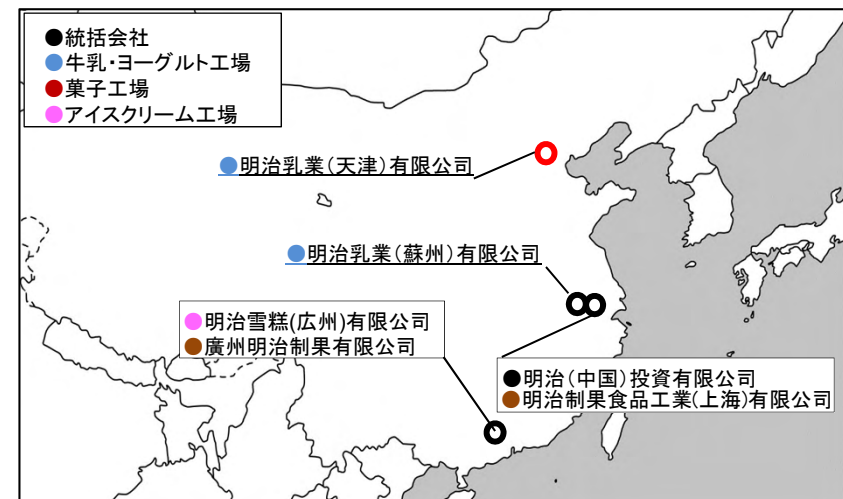 ●統括会社
●牛乳・ヨーグルト工場
●菓子工場
●アイスクリーム工場
●明治乳業(天津)有限公司
●明治乳業(蘇州)有限公司
●明治雪糕(広州)有限公司
●廣州明治制果有限公司
●明治(中国)投資有限公司
●明治制果食品工業(上海)有限公司